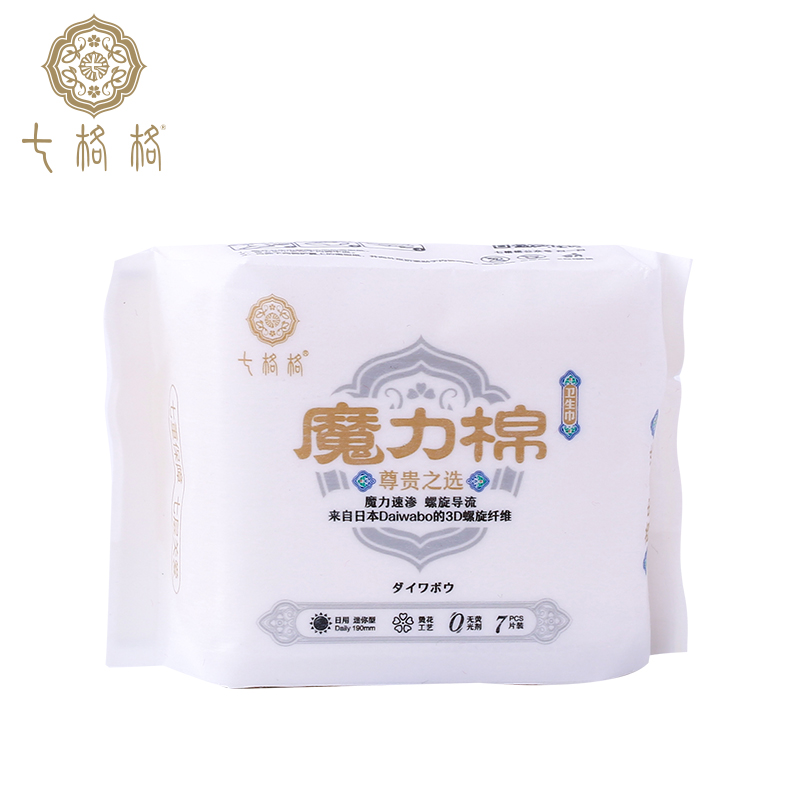 七格格®
七格格®
魔力棉
卫生巾
尊贵之选
魔力速渗 螺旋导流
来自日本Daiwabo的3D螺旋纤维
ダイワボウ
日用 迷你型
Daily 190mm
工艺
0 无荧光剂
7 PCS 片装